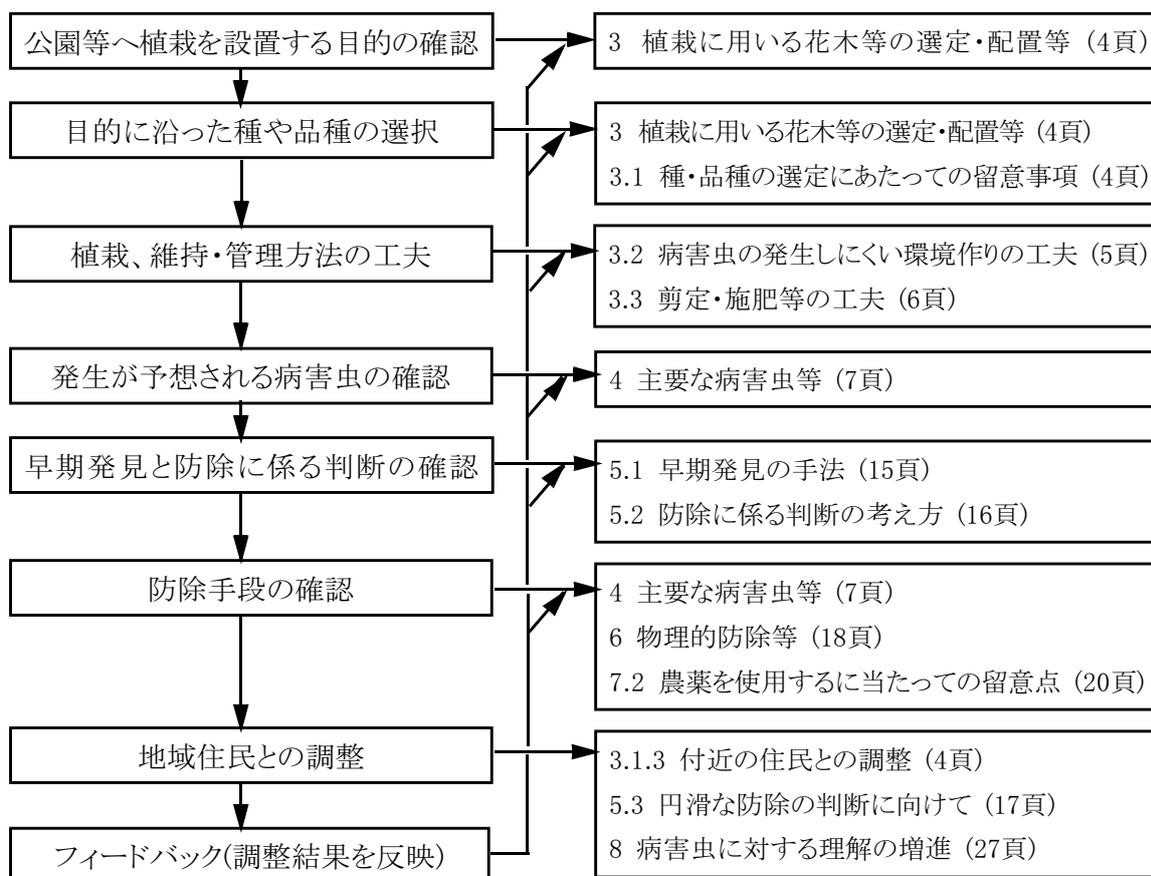 公園等へ植栽を設置する目的の確認
3 植栽に用いる花木等の選定・配置等 (4頁)
目的に沿った種や品種の選択
3 植栽に用いる花木等の選定・配置等 (4頁)
3.1 種・品種の選定にあたっての留意事項 (4頁)
植栽、維持・管理方法の工夫
3.2 病害虫の発生しにくい環境作りの工夫 (5頁)
3.3 剪定・施肥等の工夫 (6頁)
発生が予想される病害虫の確認
4 主要な病害虫等 (7頁)
早期発見と防除に係る判断の確認
5.1 早期発見の手法 (15頁)
5.2 防除に係る判断の考え方 (16頁)
防除手段の確認
4 主要な病害虫等 (7頁)
6 物理的防除等 (18頁)
7.2 農薬を使用するに当たっての留意点 (20頁)
地域住民との調整
3.1.3 付近の住民との調整 (4頁)
5.3 円滑な防除の判断に向けて (17頁)
8 病害虫に対する理解の増進 (27頁)
フィードバック(調整結果を反映)